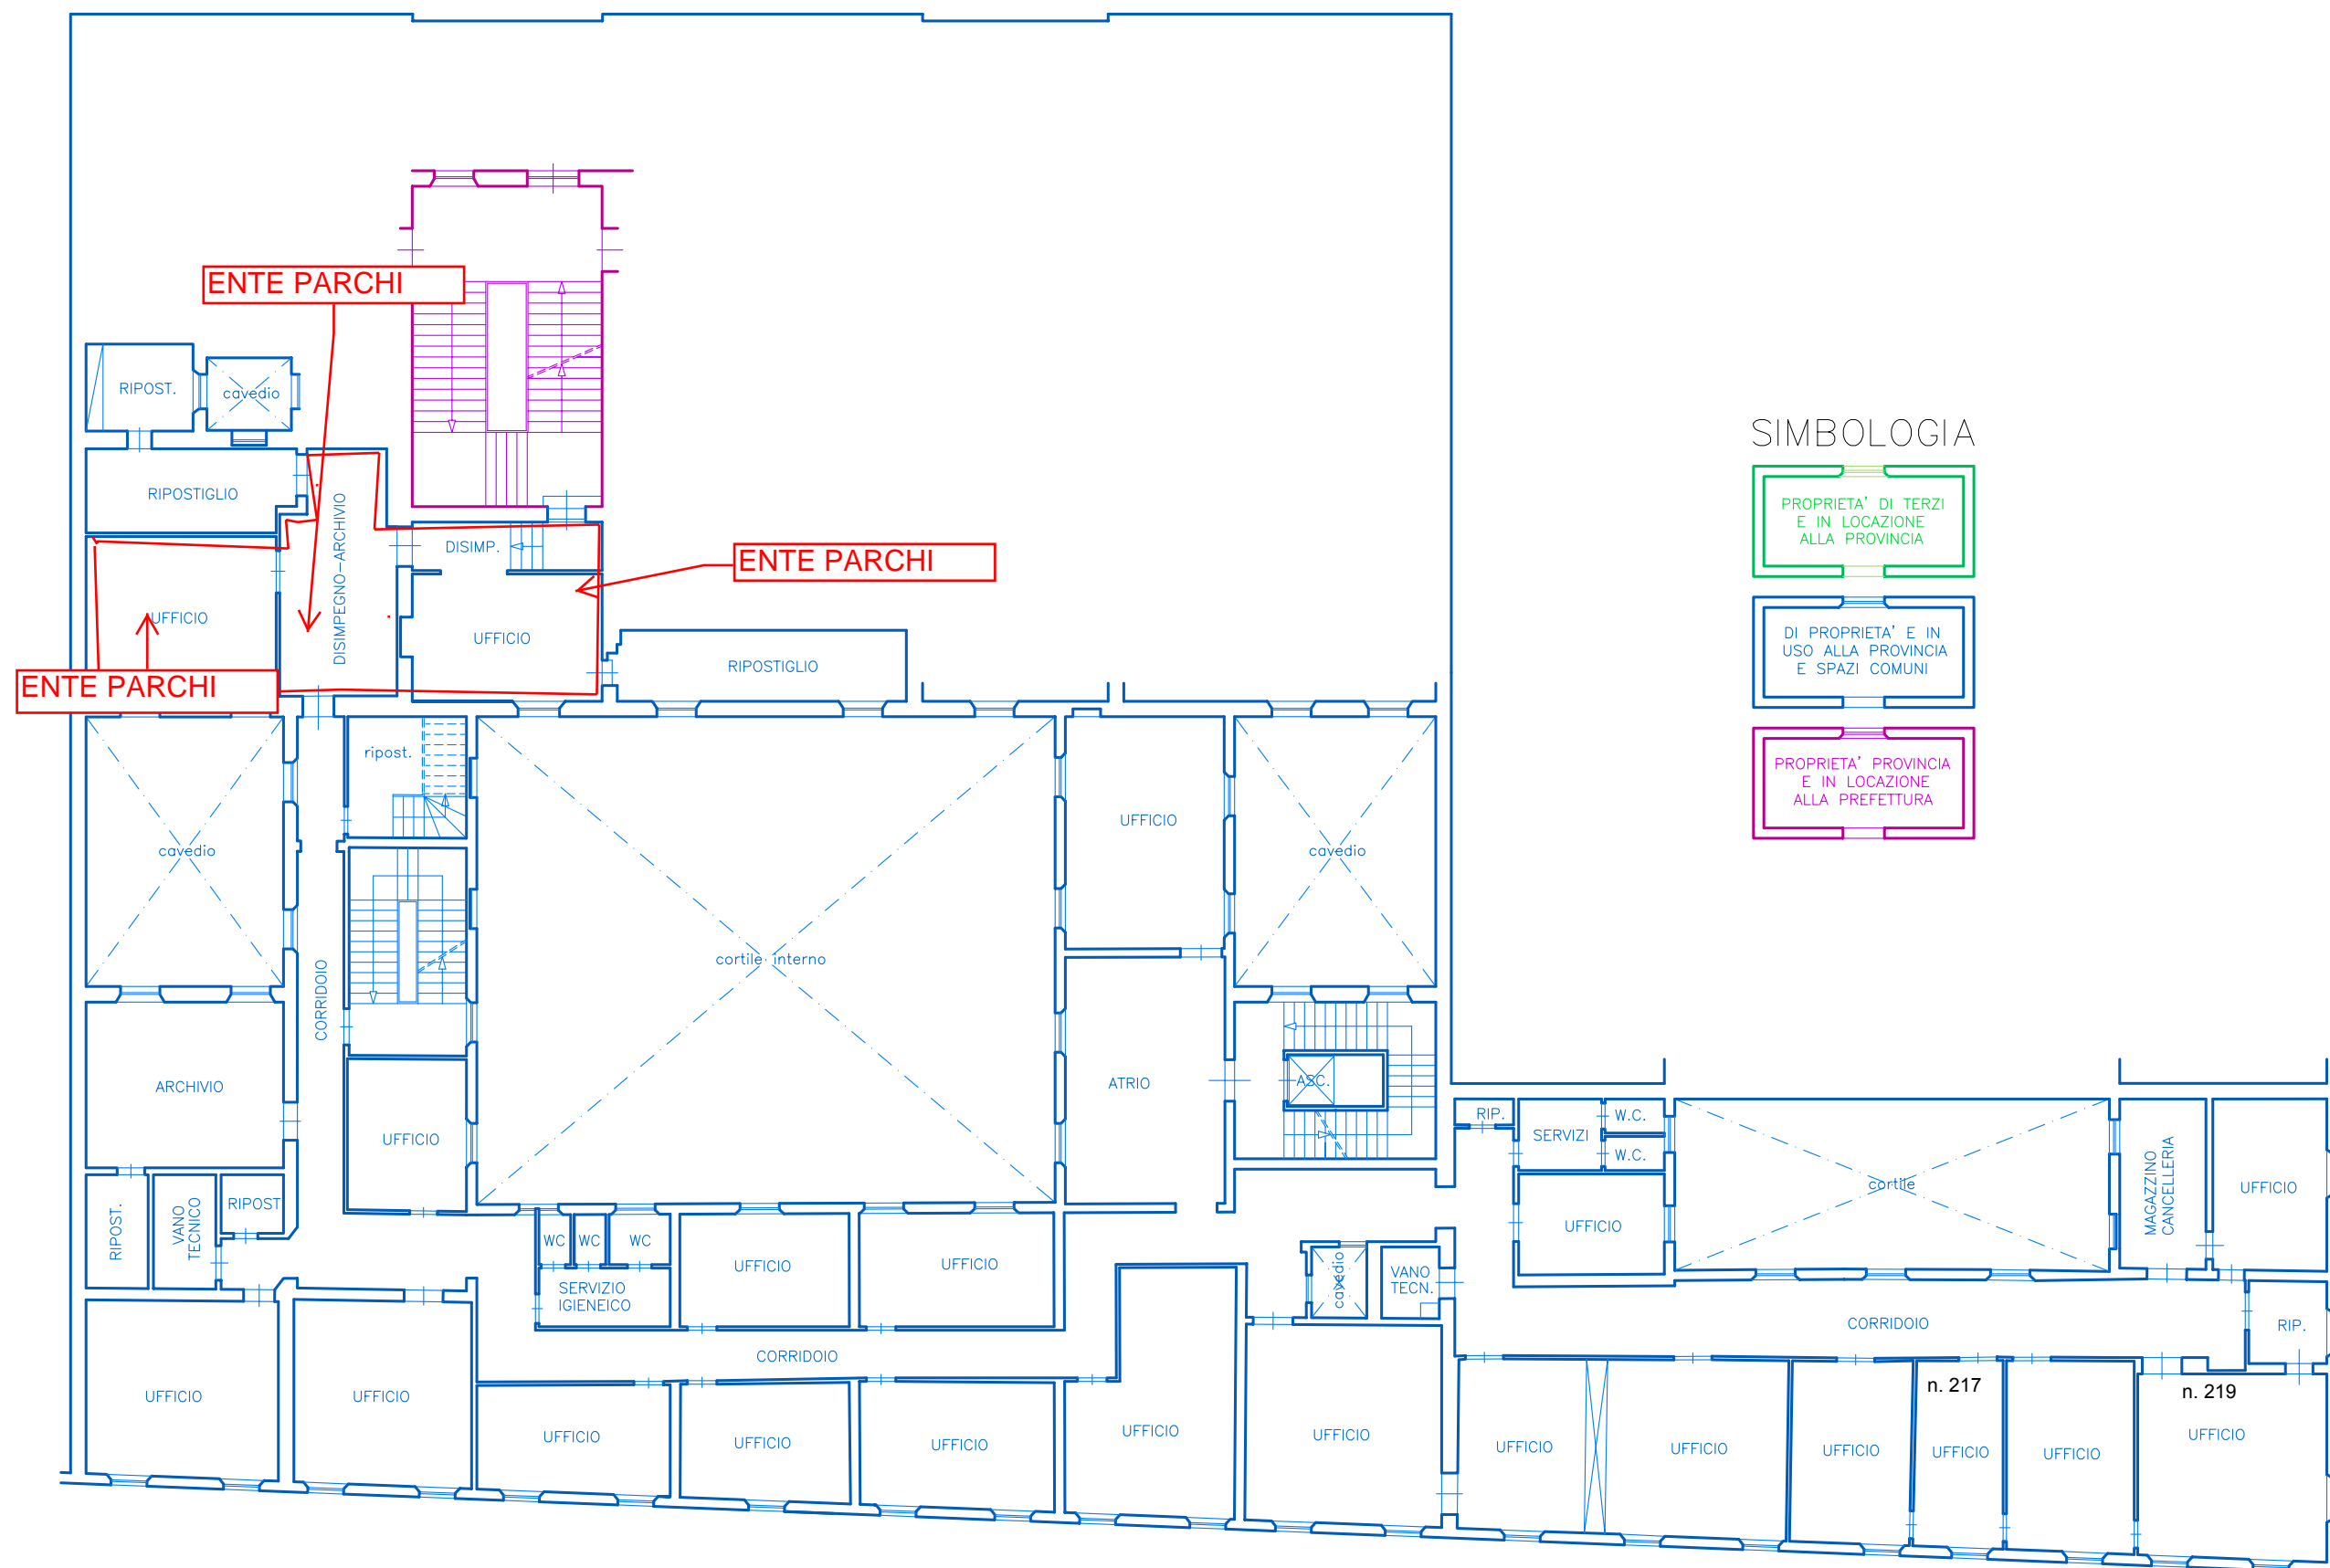 ENTE PARCHI
RIPOST.
cavedio
SIMBOLOGIA
RIPOSTIGLIO
PROPRIETA' DI TERZI
E IN LOCAZIONE
ALLA PROVINCIA
DISIMPEGNO-ARCHIVIO
DISIMP.
ENTE PARCHI
UFFICIO
UFFICIO
DI PROPRIETA' E IN
USO ALLA PROVINCIA
E SPAZI COMUNI
RIPOSTIGLIO
ENTE PARCHI
ripost.
PROPRIETA' PROVINCIA
E IN LOCAZIONE
ALLA PREFETTURA
UFFICIO
cavedio
cavedio
cortile interno
CORRIDOIO
ARCHIVIO
ATRIO
ASC.
UFFICIO
RIP.
W.C.
SERVIZI
W.C.
cortile
MAGAZZINO
CANCELLERIA
UFFICIO
RIPOST.
VANO
TECNICO
RIPOST
UFFICIO
WC
WC
WC
UFFICIO
UFFICIO
SERVIZIO
IGIENEICO
cavedio
VANO
TECN.
CORRIDOIO
RIP.
CORRIDOIO
n. 217
n. 219
UFFICIO
UFFICIO
UFFICIO
UFFICIO
UFFICIO
UFFICIO
UFFICIO
UFFICIO
UFFICIO
UFFICIO
UFFICIO
UFFICIO
UFFICIO